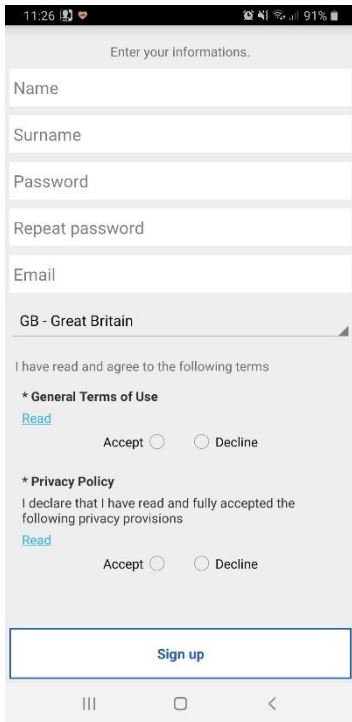 11:26 91%
Enter your informations.
Name
Surname
Password
Repeat password
Email
GB - Great Britain
I have read and agree to the following terms
* General Terms of Use
Read
Accept Decline
* Privacy Policy
I declare that I have read and fully accepted the
following privacy provisions
Read
Accept Decline
Sign up